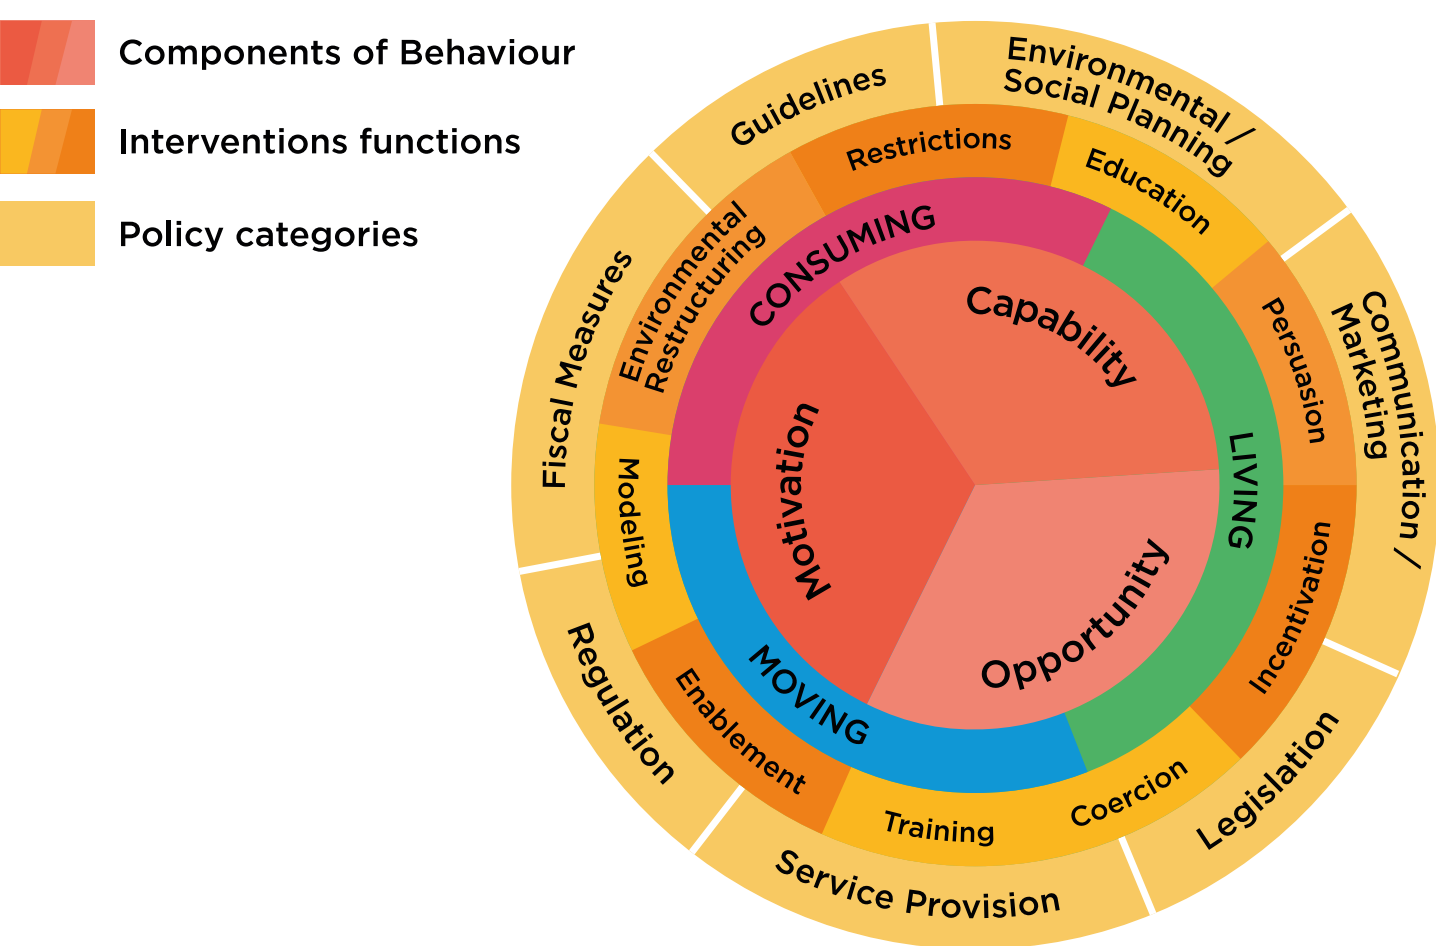 Components of Behaviour
Interventions functions
Policy categories
Environmental /
Social Planning
Communication /
Marketing
Legislation
Service Provision
Regulation
Fiscal Measures
Guidelines
Restrictions
Education
Persuasion
Incentivation
Coercion
Training
Enablement
Modeling
Environmental
Restructuring
CONSUMING
LIVING
MOVING
Capability
Opportunity
Motivation